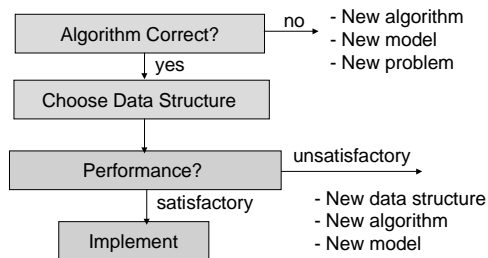 Algorithm Correct?
no
- New algorithm
- New model
- New problem
yes
Choose Data Structure
Performance?
unsatisfactory
satisfactory
- New data structure
- New algorithm
- New model
Implement